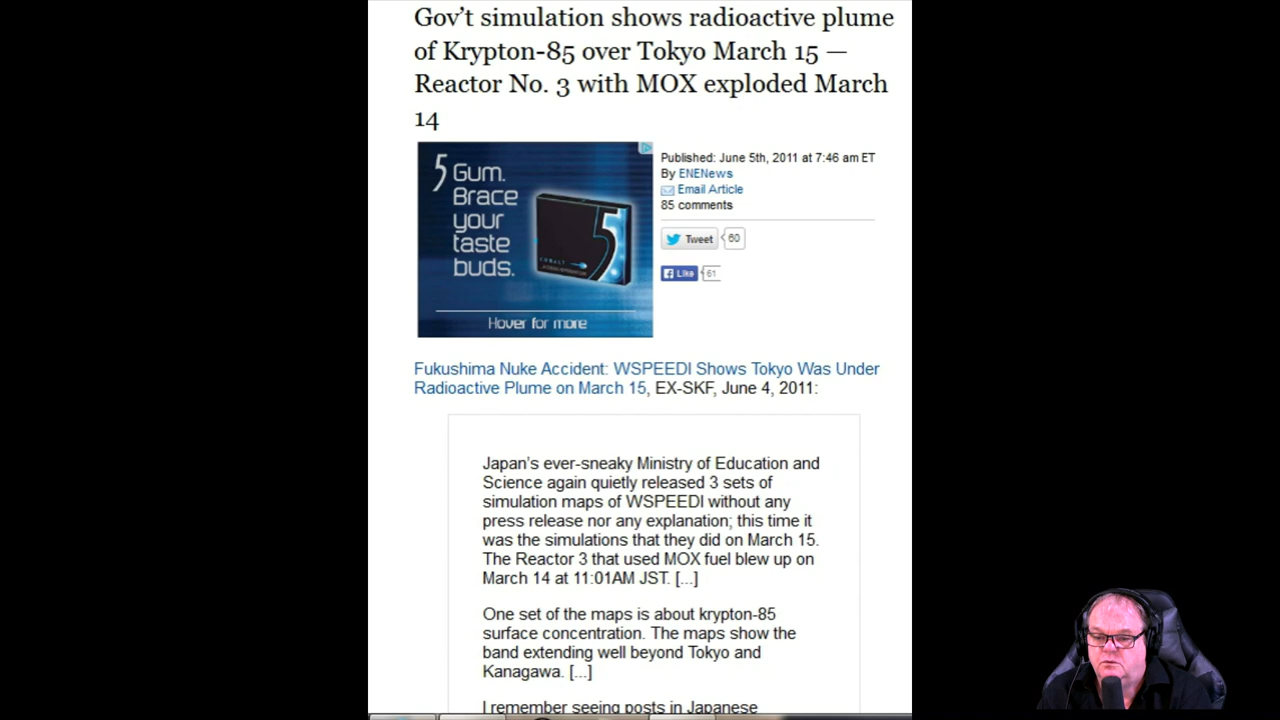 Gov’t simulation shows radioactive plume
of Krypton-85 over Tokyo March 15 —
Reactor No. 3 with MOX exploded March
14
5 Gum.
Brace
your
taste
buds.
5
COBALT
Hover for more
Published: June 5th, 2011 at 7:46 am ET
By ENENews
Email Article
85 comments
Tweet 60
Like 61
Fukushima Nuke Accident: WSPEEDI Shows Tokyo Was Under
Radioactive Plume on March 15, EX-SKF, June 4, 2011:
Japan’s ever-sneaky Ministry of Education and
Science again quietly released 3 sets of
simulation maps of WSPEEDI without any
press release nor any explanation; this time it
was the simulations that they did on March 15.
The Reactor 3 that used MOX fuel blew up on
March 14 at 11:01AM JST. [...]
One set of the maps is about krypton-85
surface concentration. The maps show the
band extending well beyond Tokyo and
Kanagawa. [...]
I remember seeing posts in Japanese